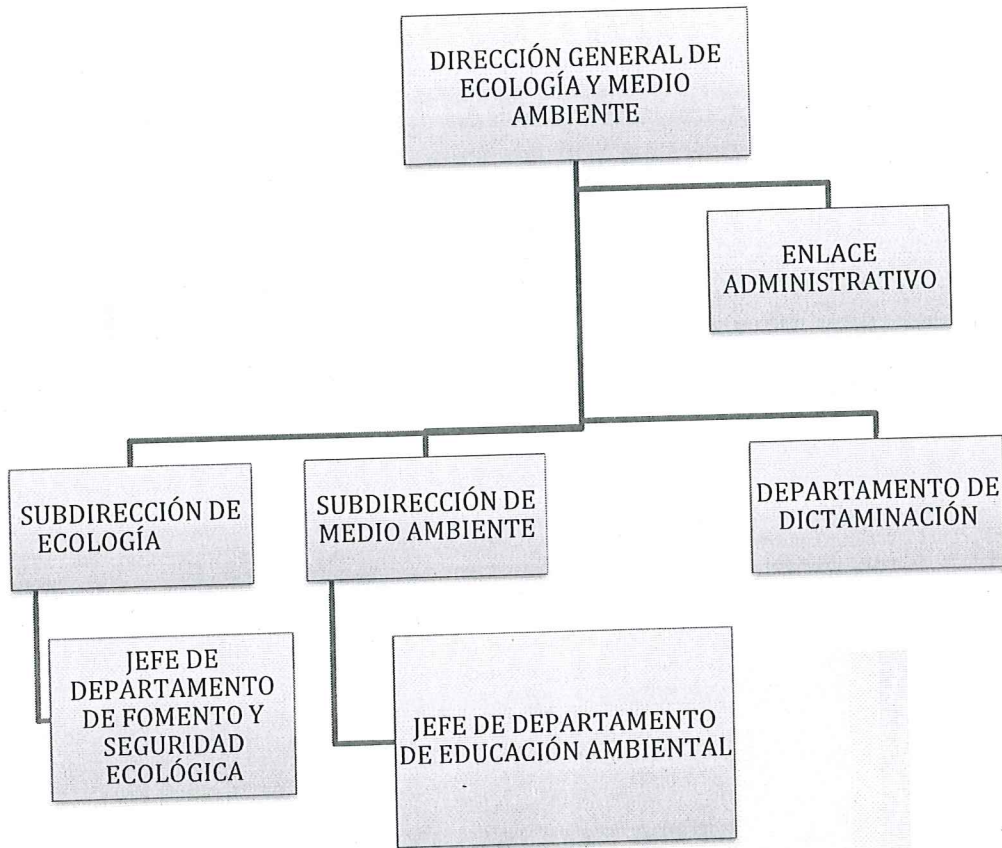 DIRECCIÓN GENERAL DE
ECOLOGÍA Y MEDIO
AMBIENTE
ENLACE
ADMINISTRATIVO
SUBDIRECCIÓN DE
ECOLOGÍA
SUBDIRECCIÓN DE
MEDIO AMBIENTE
DEPARTAMENTO DE
DICTAMINACIÓN
JEFE DE
DEPARTAMENTO
DE FOMENTO Y
SEGURIDAD
ECOLÓGICA
JEFE DE DEPARTAMENTO
DE EDUCACIÓN AMBIENTAL